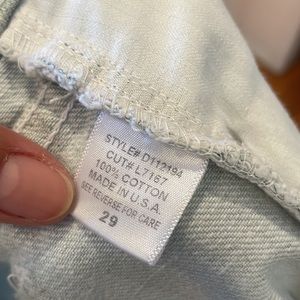 STYLE# D112194
CUT# L7167
100% COTTON
MADE IN U.S.A
SEE REVERSE FOR CARE
29